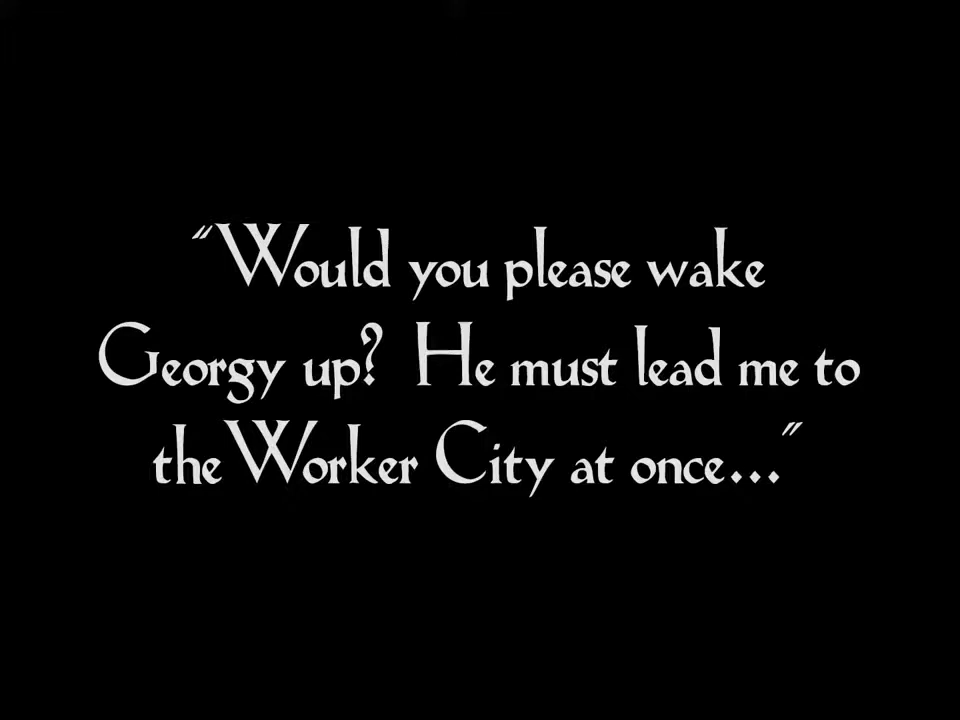 “Would you please wake
Georgy up?  He must lead me to
the Worker City at once...”